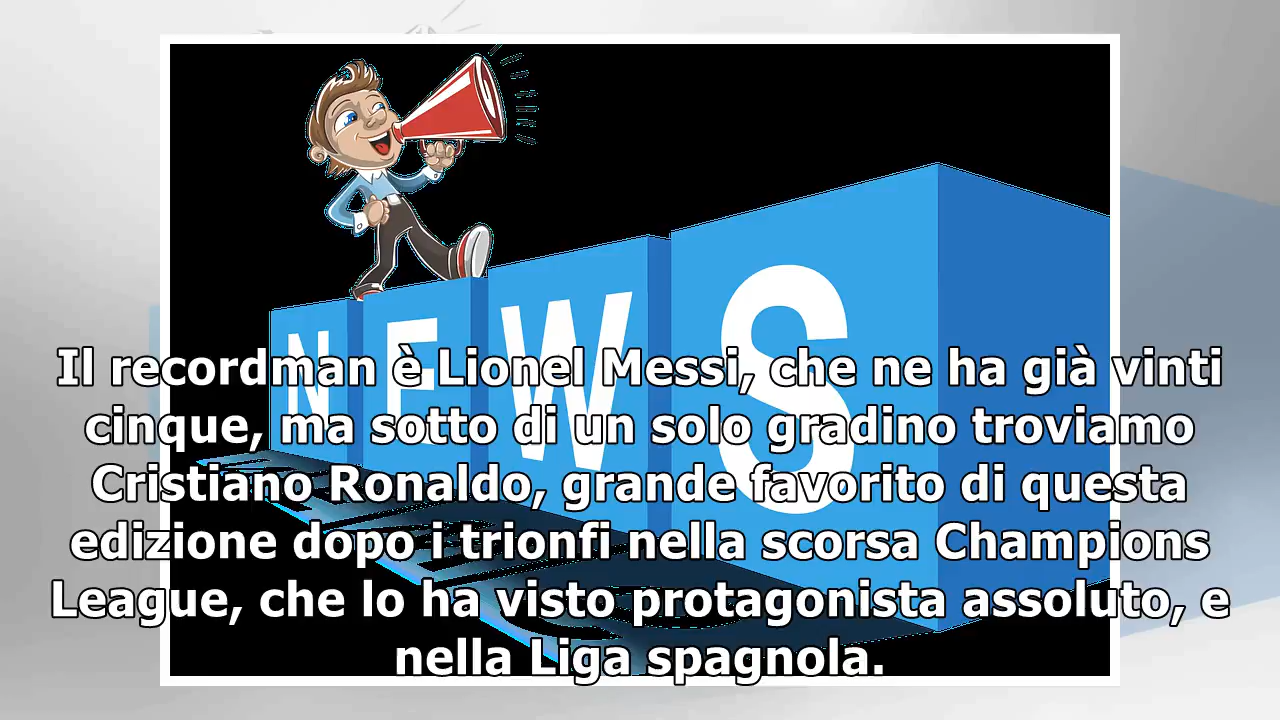 NEWS
Il recordman è Lionel Messi, che ne ha già vinti
cinque, ma sotto di un solo gradino troviamo
Cristiano Ronaldo, grande favorito di questa
edizione dopo i trionfi nella scorsa Champions
League, che lo ha visto protagonista assoluto, e
nella Liga spagnola.